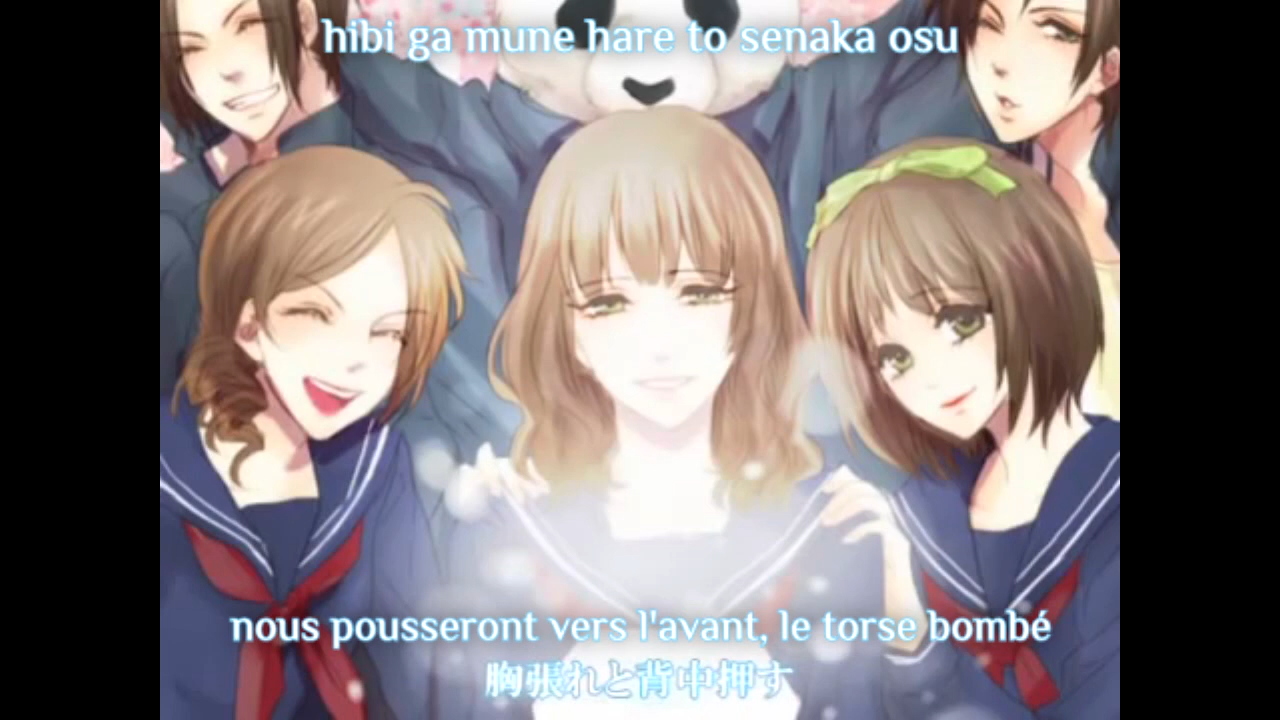 hibi ga mune hare to senaka osu
nous pousseront vers l'avant, le torse bombé
胸張れと背中押す